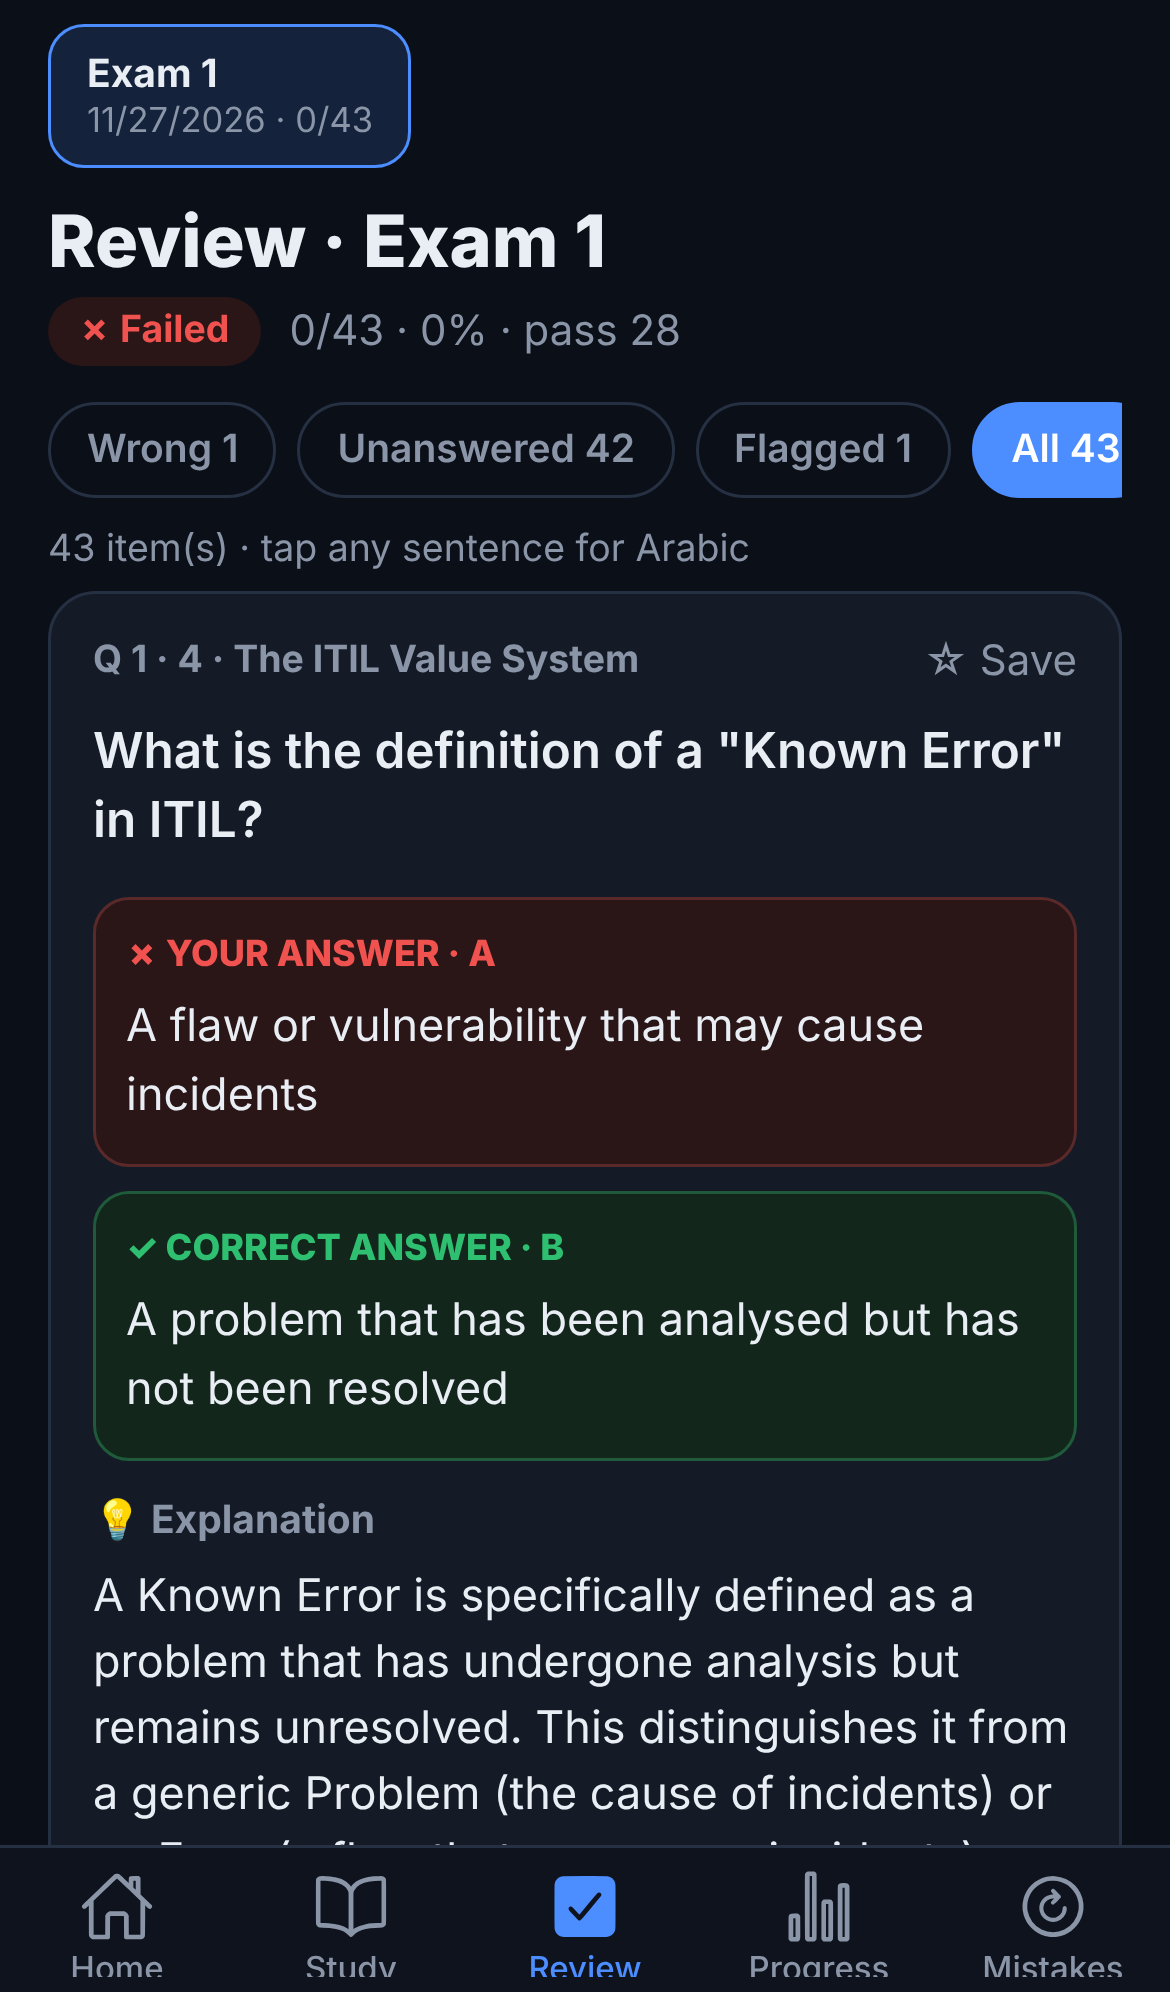 Exam 1
11/27/2026 · 0/43
Review · Exam 1
× Failed 0/43 · 0% · pass 28
Wrong 1 Unanswered 42 Flagged 1 All 43
43 item(s) · tap any sentence for Arabic
Q 1 · 4 · The ITIL Value System ☆ Save
What is the definition of a "Known Error"
in ITIL?
× YOUR ANSWER · A
A flaw or vulnerability that may cause
incidents
✓ CORRECT ANSWER · B
A problem that has been analysed but has
not been resolved
💡 Explanation
A Known Error is specifically defined as a
problem that has undergone analysis but
remains unresolved. This distinguishes it from
a generic Problem (the cause of incidents) or
Home Study Review Progress Mistakes